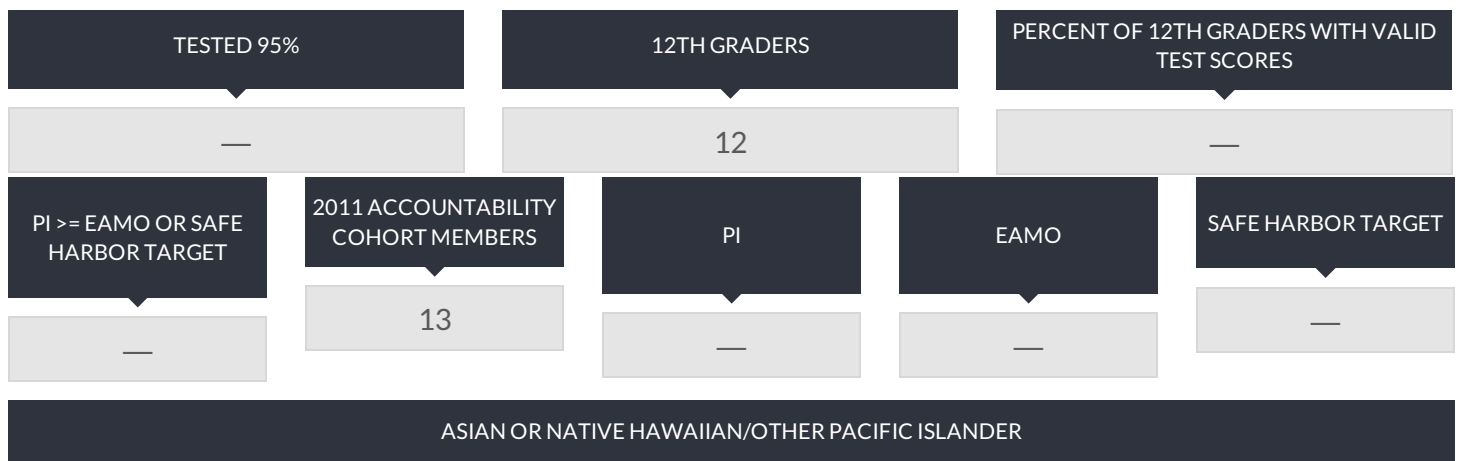 TESTED 95%
12TH GRADERS
PERCENT OF 12TH GRADERS WITH VALID
TEST SCORES
—
12
—
PI >= EAMO OR SAFE
HARBOR TARGET
2011 ACCOUNTABILITY
COHORT MEMBERS
PI
EAMO
SAFE HARBOR TARGET
—
13
—
—
—
ASIAN OR NATIVE HAWAIIAN/OTHER PACIFIC ISLANDER